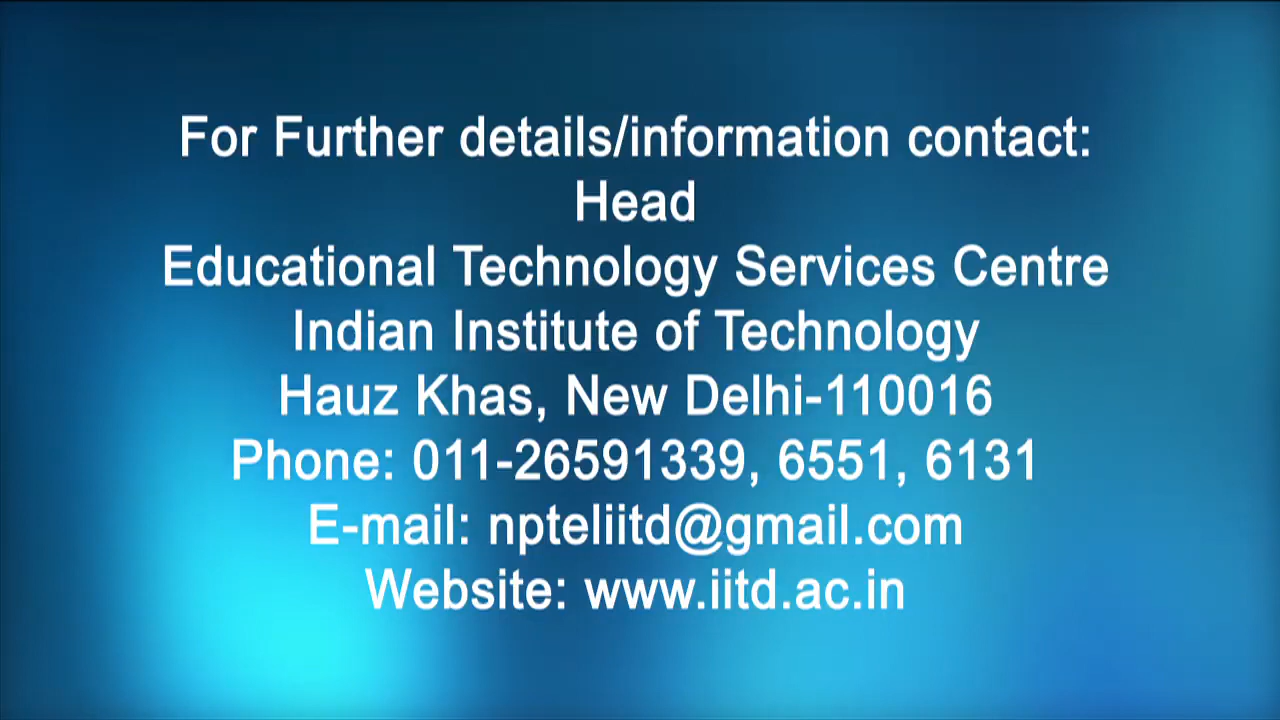 For Further details/information contact:
Head
Educational Technology Services Centre
Indian Institute of Technology
Hauz Khas, New Delhi-110016
Phone: 011-26591339, 6551, 6131
E-mail: npteliitd@gmail.com
Website: www.iitd.ac.in